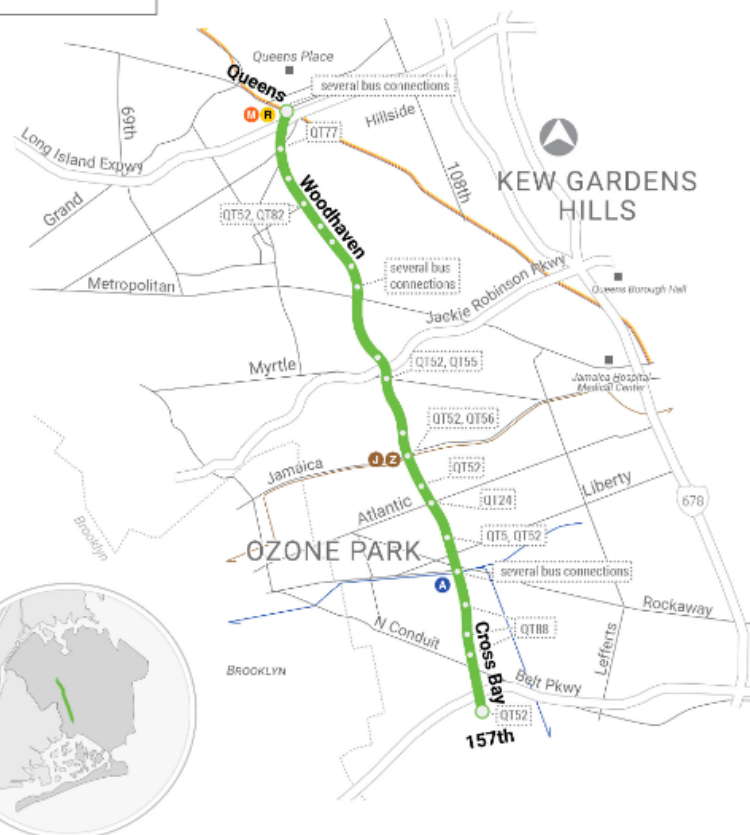 Queens Place
Queens
several bus connections
M R
69th
QT77
Hillside
Long Island Expwy
108th
KEW GARDENS
HILLS
Grand
Woodhaven
QT52, QT82
several bus
connections
Metropolitan
Jackie Robinson Pkwy
Queens Borough Hall
Myrtle
QT52, QT55
Jamaica Hospital
Medical Center
QT52, QT56
J Z
Jamaica
QT52
Liberty
QT24
Atlantic
678
Brooklyn
QT5, QT52
OZONE PARK
several bus connections
A
Rockaway
N Conduit
QT88
Cross Bay
Lefferts
BROOKLYN
Belt Pkwy
QT52
157th